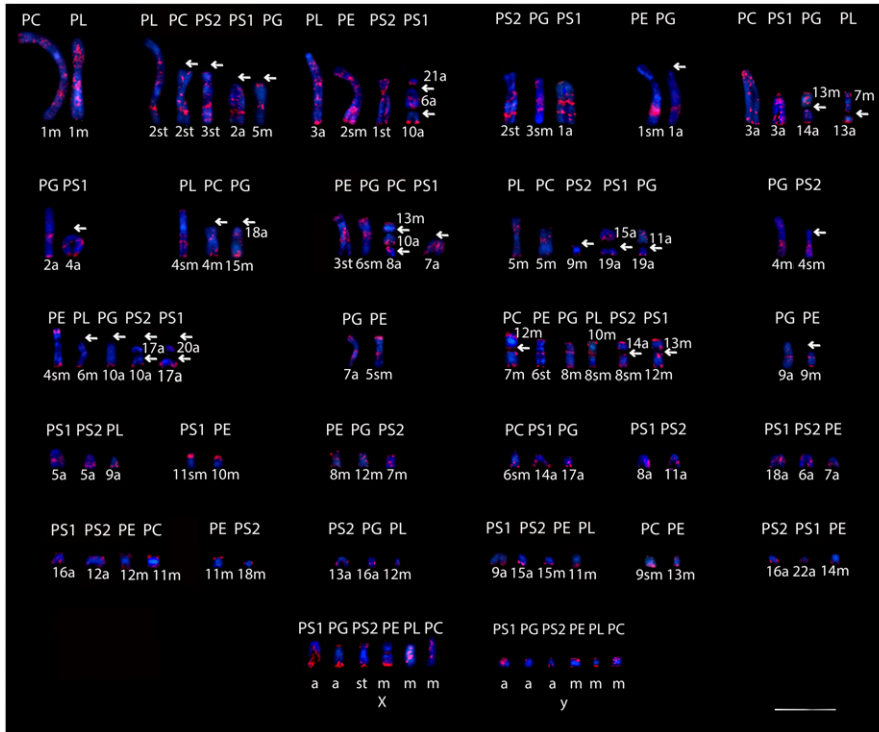 PC PL PL PC PS2 PS1 PG PL PE PS2 PS1 PS2 PG PS1 PE PG PC PS1 PG PL
21a
6a
13m
7m
1m 1m 2st 2st 3st 2a 5m 3a 2sm 1st 10a 2st 3sm 1a 1sm 1a 3a 3a 14a 13a
PG PS1 PL PC PG PE PG PC PS1 PL PC PS2 PS1 PG PG PS2
18a
13m
10a
15a
11a
2a 4a 4sm 4m 15m 3st 6sm 8a 7a 5m 5m 9m 19a 19a 4m 4sm
PE PL PG PS2 PS1 PG PE PC PE PG PL PS2 PS1 PG PE
17a
20a
12m
10m
14a
13m
4sm 6m 10a 10a 17a 7a 5sm 7m 6st 8m 8sm 8sm 12m 9a 9m
PS1 PS2 PL PS1 PE PE PG PS2 PC PS1 PG PS1 PS2 PS1 PS2 PE
5a 5a 9a 11sm 10m 8m 12m 7m 6sm 14a 17a 8a 11a 18a 6a 7a
PS1 PS2 PE PC PE PS2 PS2 PG PL PS1 PS2 PE PL PC PE PS2 PS1 PE
16a 12a 12m 11m 11m 18m 13a 16a 12m 9a 15a 15m 11m 9sm 13m 16a 22a 14m
PS1 PG PS2 PE PL PC PS1 PG PS2 PE PL PC
a a st m m m a a a m m m
X y